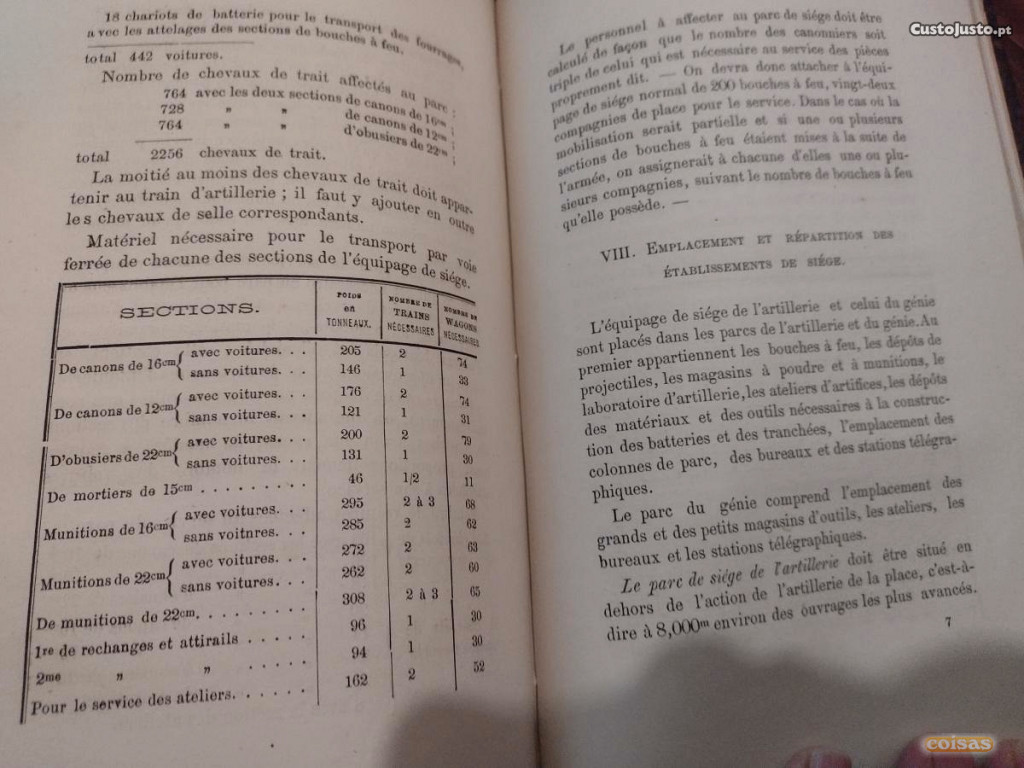 18 chariots de batterie pour le transport des fourrages,
avec les attelages des sections de bouches à feu.
total 442 voitures.
Nombre de chevaux de trait affectés au parc ;
764 avec les deux sections de canons de 16cm ;
728 " " de canons de 12cm ;
764 " " d'obusiers de 22cm ;
total 2256 chevaux de trait.
La moitié au moins des chevaux de trait doit appar-
tenir au train d'artillerie ; il faut y ajouter en outre
les chevaux de selle correspondants.
Matériel nécessaire pour le transport par voie
ferrée de chacune des sections de l'équipage de siége.
SECTIONS. POIDS en TONNEAUX. NOMBRE DE TRAINS NÉCESSAIRES NOMBRE DE WAGONS NÉCESSAIRES
De canons de 16cm { avec voitures. . . 205 2 74
sans voitures. . . 146 1 33
De canons de 12cm { avec voitures. . . 176 2 74
sans voitures. . . 121 1 31
D'obusiers de 22cm { avec voitures. . . 200 2 79
sans voitures. . . 131 1 30
De mortiers de 15cm . . . . . . . . . 46 1/2 11
Munitions de 16cm { avec voitures. . . 295 2 à 3 68
sans voitnres. . . 285 2 62
Munitions de 22cm { avec voitures. . . 272 2 63
sans voitures. . . 262 2 60
De munitions de 22cm. . . . . . . . . 308 2 à 3 65
1re de rechanges et attirails . . . . . 96 1 30
2me " " . . . . . 94 1 30
Pour le service des ateliers. . . . . . 162 2 52
Le personnel à affecter au parc de siége doit être
calculé de façon que le nombre des canonniers soit
triple de celui qui est nécessaire au service des pièces
proprement dit. — On devra donc attacher à l'équi-
page de siége normal de 200 bouches à feu, vingt-deux
compagnies de place pour le service. Dans le cas où la
mobilisation serait partielle et si une ou plusieurs
sections de bouches à feu étaient mises à la suite de
l'armée, on assignerait à chacune d'elles une ou plu-
sieurs compagnies, suivant le nombre de bouches à feu
qu'elle possède. —
VIII. EMPLACEMENT ET RÉPARTITION DES
ÉTABLISSEMENTS DE SIÉGE.
L'équipage de siége de l'artillerie et celui du génie
sont placés dans les parcs de l'artillerie et du génie. Au
premier appartiennent les bouches à feu, les dépôts de
projectiles, les magasins à poudre et à munitions, le
laboratoire d'artillerie, les ateliers d'artifices, les dépôts
des matériaux et des outils nécessaires à la construc-
tion des batteries et des tranchées, l'emplacement des
colonnes de parc, des bureaux et des stations télégra-
phiques.
Le parc du génie comprend l'emplacement des
grands et des petits magasins d'outils, les ateliers, les
bureaux et les stations télégraphiques.
Le parc de siége de l'artillerie doit être situé en
dehors de l'action de l'artillerie de la place, c'est-à-
dire à 8,000m environ des ouvrages les plus avancés.
7
CustoJusto.pt
coisas